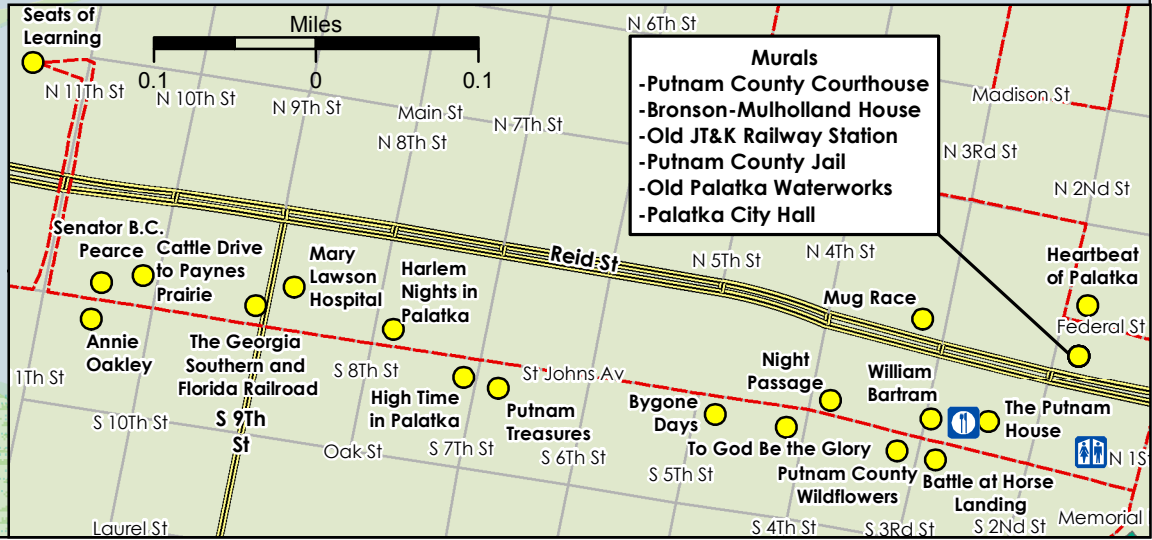 Seats of
Learning
Miles
0.1
0
0.1
N 6Th St
N 11Th St
N 10Th St
N 9Th St
Main St
N 8Th St
N 7Th St
Murals
-Putnam County Courthouse
-Bronson-Mulholland House
-Old JT&K Railway Station
-Putnam County Jail
-Old Palatka Waterworks
-Palatka City Hall
Madison St
N 3Rd St
N 2Nd St
N 4Th St
N 5Th St
Reid St
Senator B.C.
Pearce
Cattle Drive
to Paynes
Prairie
Mary
Lawson
Hospital
Harlem
Nights in
Palatka
Mug Race
Heartbeat
of Palatka
Federal St
Annie
Oakley
The Georgia
Southern and
Florida Railroad
1Th St
S 10Th St
S 9Th
St
S 8Th St
High Time
in Palatka
Putnam
Treasures
St Johns Av
Oak St
S 7Th St
S 6Th St
Bygone
Days
Night
Passage
To God Be the Glory
William
Bartram
The Putnam
House
Putnam County
Wildflowers
Battle at Horse
Landing
S 5Th St
S 4Th St
S 3Rd St
S 2Nd St
N 1S
Memorial
Laurel St